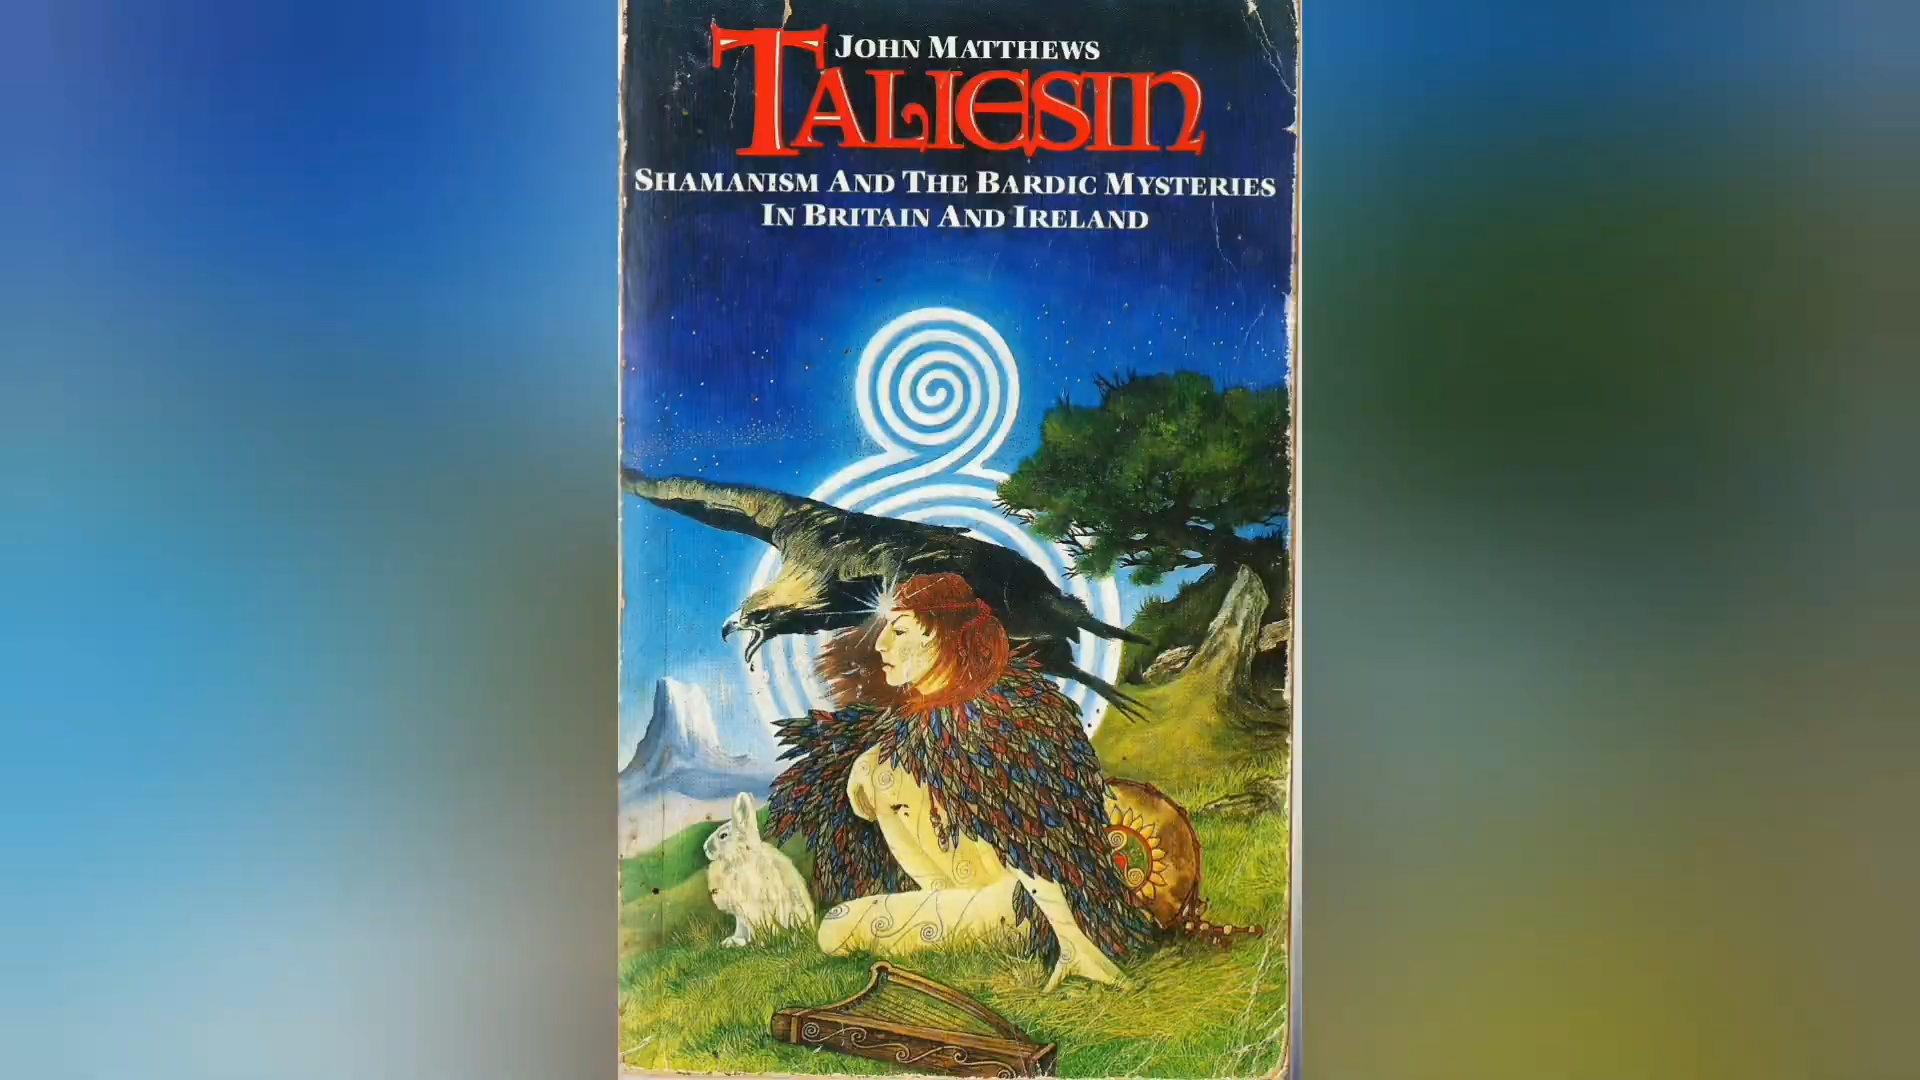 JOHN MATTHEWS
TALIESIN
SHAMANISM AND THE BARDIC MYSTERIES
IN BRITAIN AND IRELAND